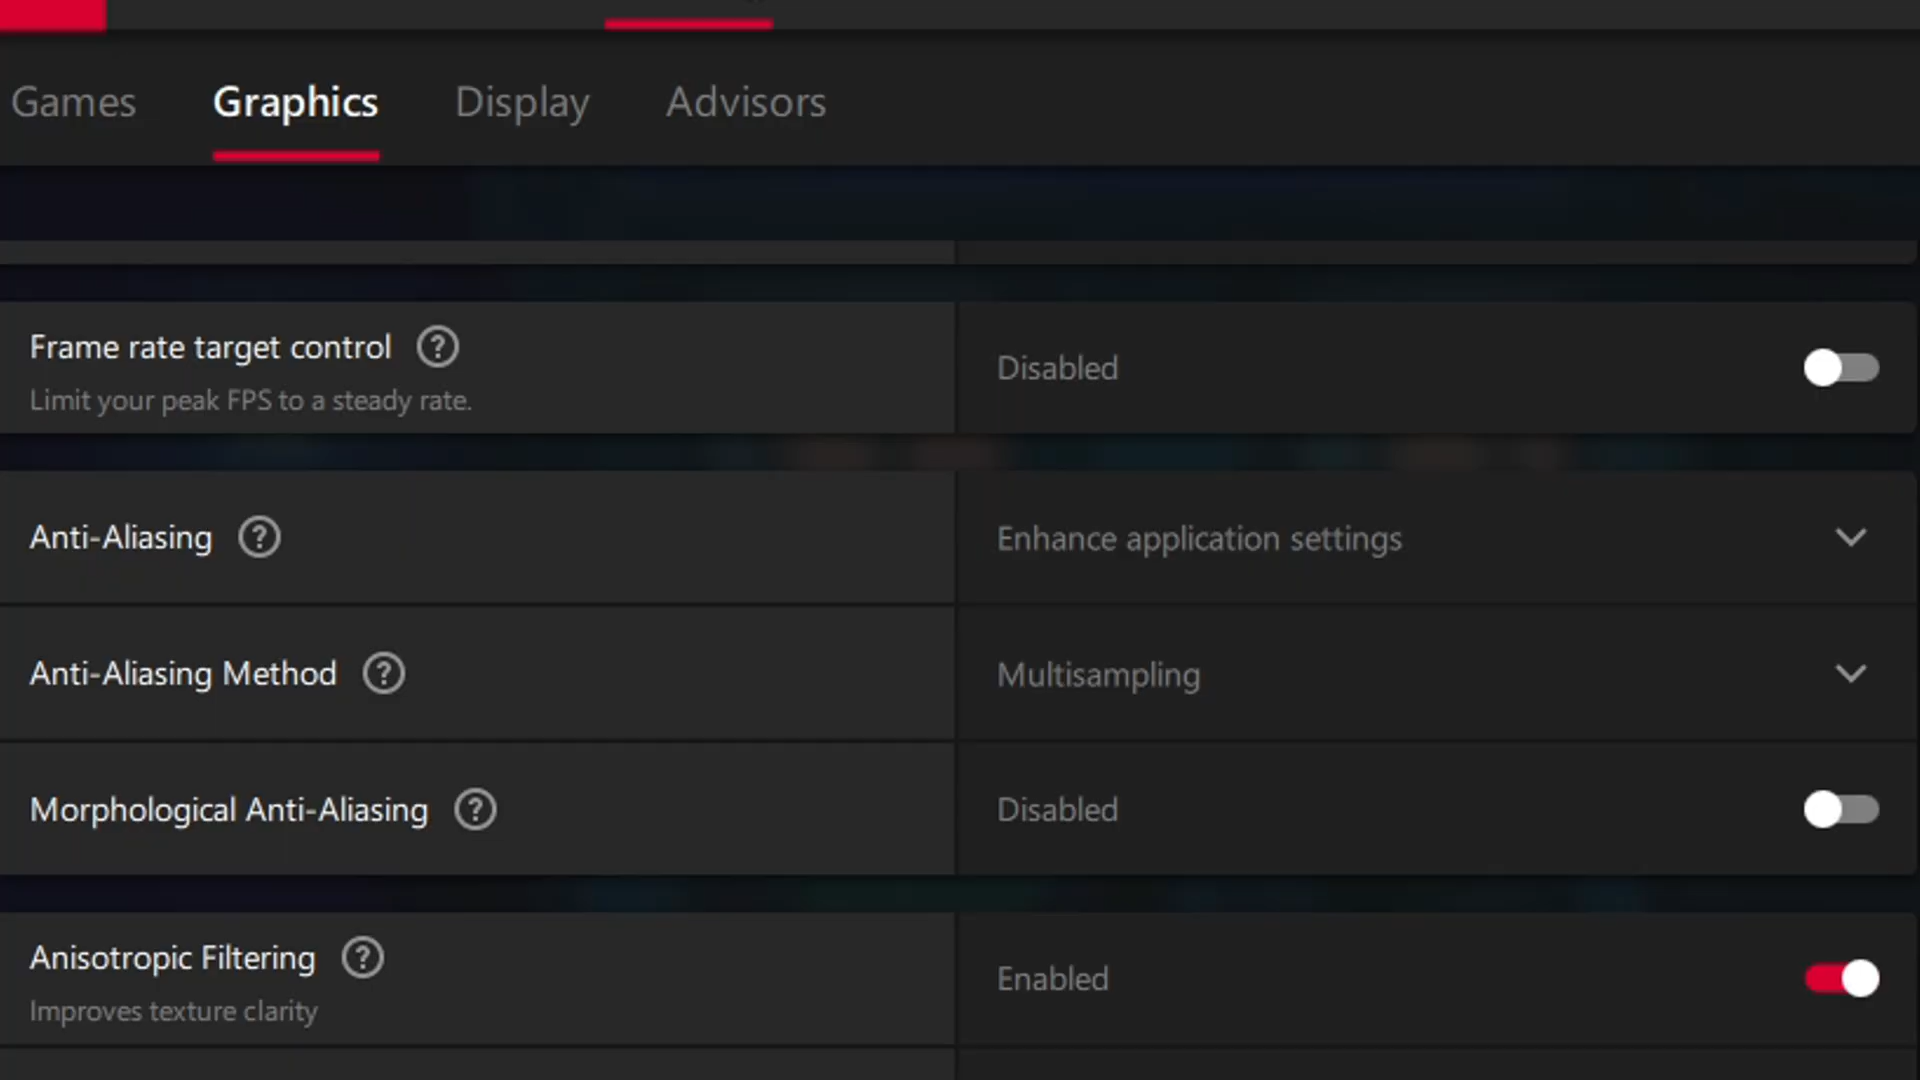 Games Graphics Display Advisors
Frame rate target control ?
Disabled
Limit your peak FPS to a steady rate.
Anti-Aliasing ?
Enhance application settings
Anti-Aliasing Method ?
Multisampling
Morphological Anti-Aliasing ?
Disabled
Anisotropic Filtering ?
Enabled
Improves texture clarity